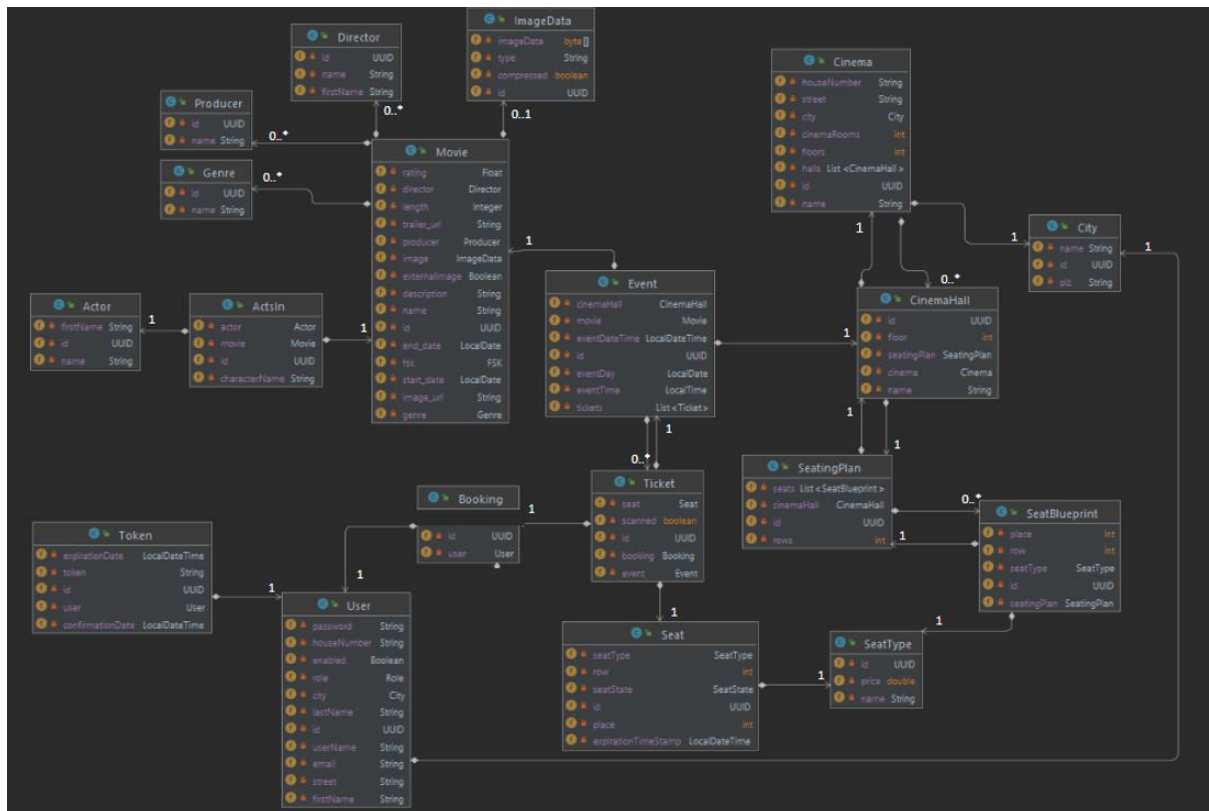 Director
id UUID
name String
firstName String
ImageData
imageData byte[]
type String
compressed boolean
id UUID
Cinema
houseNumber String
street String
city City
cinemaRooms int
floors int
halls List <CinemaHall >
id UUID
name String
Producer
id UUID
name String
0..*
0..*
0..1
Genre
id UUID
name String
0..*
Movie
rating Float
director Director
length Integer
trailer_url String
producer Producer
image ImageData
externalImage Boolean
description String
name String
id UUID
end_date LocalDate
fsk FSK
start_date LocalDate
image_url String
genre Genre
City
name String
id UUID
plz String
1
1
1
1
0..*
Event
cinemaHall CinemaHall
movie Movie
eventDateTime LocalDateTime
id UUID
eventDay LocalDate
eventTime LocalTime
tickets List <Ticket >
CinemaHall
id UUID
floor int
seatingPlan SeatingPlan
cinema Cinema
name String
1
Actor
firstName String
id UUID
name String
1
ActsIn
actor Actor
movie Movie
id UUID
characterName String
1
1
0..*
1
1
SeatingPlan
seats List <SeatBlueprint >
cinemaHall CinemaHall
id UUID
rows int
0..*
1
SeatBlueprint
place int
row int
seatType SeatType
id UUID
seatingPlan SeatingPlan
Ticket
seat Seat
scanned boolean
id UUID
booking Booking
event Event
Booking
id UUID
user User
1
1
Token
expirationDate LocalDateTime
token String
id UUID
user User
confirmationDate LocalDateTime
1
User
password String
houseNumber String
enabled Boolean
role Role
city City
lastName String
id UUID
userName String
email String
street String
firstName String
1
Seat
seatType SeatType
row int
seatState SeatState
id UUID
place int
expirationTimeStamp LocalDateTime
1
1
SeatType
id UUID
price double
name String